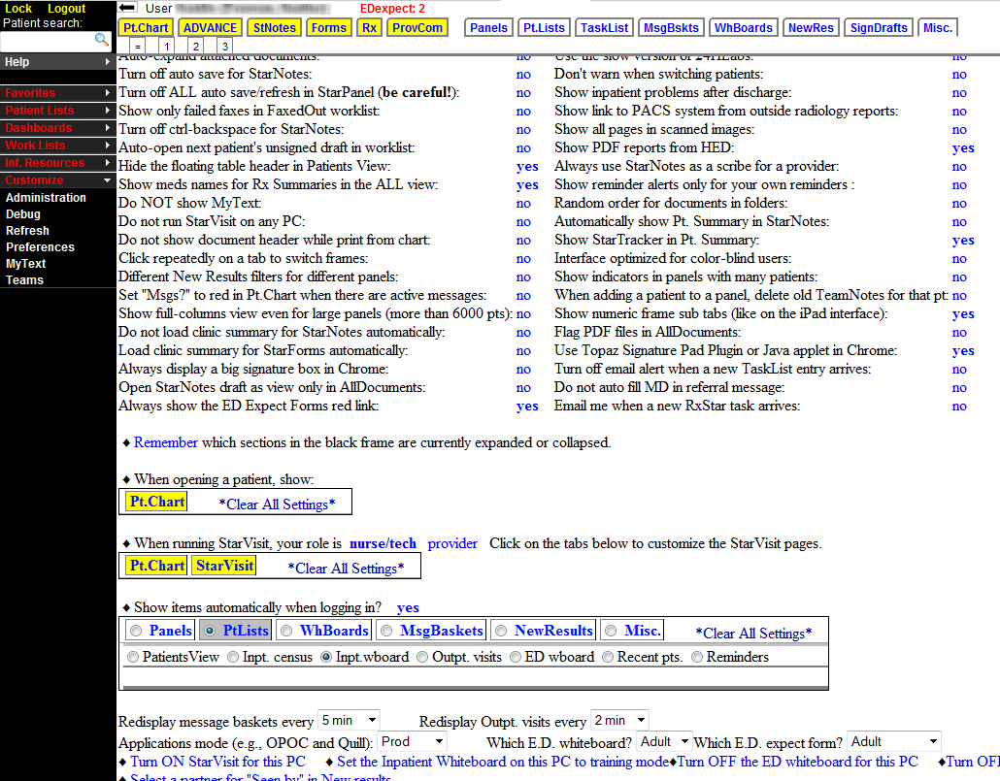 Lock Logout
Patient search:
Help
Favorites
Patient Lists
Dashboards
Work Lists
Inf. Resources
Customize
Administration
Debug
Refresh
Preferences
MyText
Teams
User
EDexpect: 2
Pt.Chart ADVANCE StNotes Forms Rx ProvCom Panels Pt.Lists TaskList MsgBskts WhBoards NewRes SignDrafts Misc.
= 1 2 3
Auto-expand attached documents: no Use the slow version of 24HLabs: no
Turn off auto save for StarNotes: no Don't warn when switching patients: no
Turn off ALL auto save/refresh in StarPanel (be careful!): no Show inpatient problems after discharge: no
Show only failed faxes in FaxedOut worklist: no Show link to PACS system from outside radiology reports: no
Turn off ctrl-backspace for StarNotes: no Show all pages in scanned images: no
Auto-open next patient's unsigned draft in worklist: no Show PDF reports from HED: yes
Hide the floating table header in Patients View: yes Always use StarNotes as a scribe for a provider: no
Show meds names for Rx Summaries in the ALL view: yes Show reminder alerts only for your own reminders : no
Do NOT show MyText: no Random order for documents in folders: no
Do not run StarVisit on any PC: no Automatically show Pt. Summary in StarNotes: no
Do not show document header while print from chart: no Show StarTracker in Pt. Summary: yes
Click repeatedly on a tab to switch frames: no Interface optimized for color-blind users: no
Different New Results filters for different panels: no Show indicators in panels with many patients: no
Set "Msgs?" to red in Pt.Chart when there are active messages: no When adding a patient to a panel, delete old TeamNotes for that pt: no
Show full-columns view even for large panels (more than 6000 pts): no Show numeric frame sub tabs (like on the iPad interface): yes
Do not load clinic summary for StarNotes automatically: no Flag PDF files in AllDocuments: no
Load clinic summary for StarForms automatically: no Use Topaz Signature Pad Plugin or Java applet in Chrome: yes
Always display a big signature box in Chrome: no Turn off email alert when a new TaskList entry arrives: no
Open StarNotes draft as view only in AllDocuments: no Do not auto fill MD in referral message: no
Always show the ED Expect Forms red link: yes Email me when a new RxStar task arrives: no
♦ Remember which sections in the black frame are currently expanded or collapsed.
♦ When opening a patient, show:
Pt.Chart *Clear All Settings*
♦ When running StarVisit, your role is nurse/tech provider Click on the tabs below to customize the StarVisit pages.
Pt.Chart StarVisit *Clear All Settings*
♦ Show items automatically when logging in? yes
Panels PtLists WhBoards MsgBaskets NewResults Misc. *Clear All Settings*
PatientsView Inpt. census Inpt.wboard Outpt. visits ED wboard Recent pts. Reminders
Redisplay message baskets every 5 min Redisplay Outpt. visits every 2 min
Applications mode (e.g., OPOC and Quill): Prod Which E.D. whiteboard? Adult Which E.D. expect form? Adult
♦ Turn ON StarVisit for this PC ♦ Set the Inpatient Whiteboard on this PC to training mode♦Turn OFF the ED whiteboard for this PC ♦Turn OF
♦ Select a partner for "Seen by" in New results